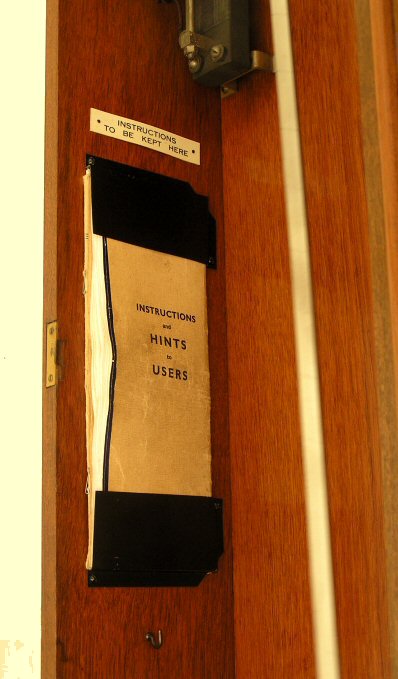 INSTRUCTIONS
TO BE KEPT HERE
INSTRUCTIONS
and
HINTS
to
USERS